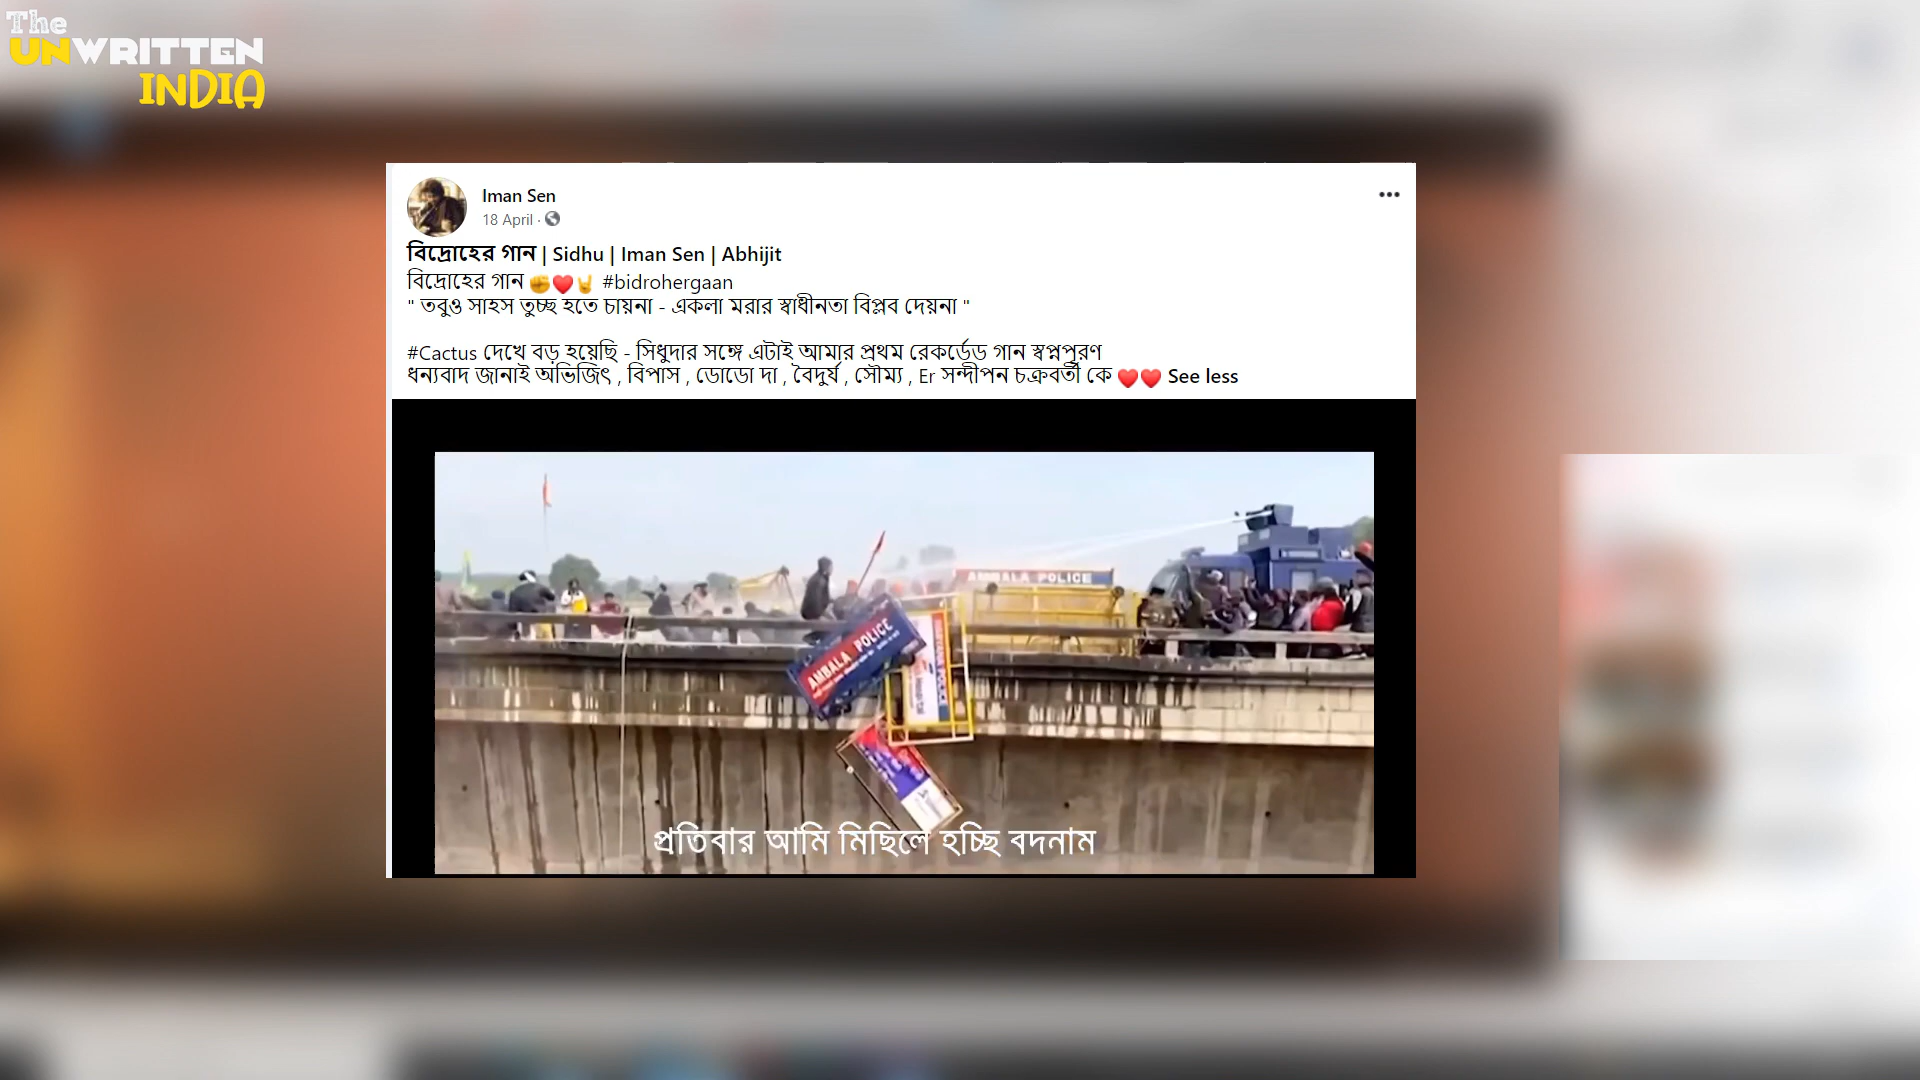 The
UNWRITTEN
INDIA
Iman Sen
18 April ·
বিদ্রোহের গান | Sidhu | Iman Sen | Abhijit
বিদ্রোহের গান ✊❤️🤘 #bidrohergaan
" তবুও সাহস তুচ্ছ হতে চায়না - একলা মরার স্বাধীনতা বিপ্লব দেয়না "
#Cactus দেখে বড় হয়েছি - সিধুদার সঙ্গে এটাই আমার প্রথম রেকর্ডেড গান স্বপ্নপূরণ
ধন্যবাদ জানাই অভিজিৎ , বিপাস , ডোডো দা , বৈদুর্য , সৌম্য , Er সন্দীপন চক্রবর্তী কে ❤️❤️ See less
AMBALA POLICE
AMBALA POLICE
প্রতিবার আমি মিছিলে হচ্ছি বদনাম